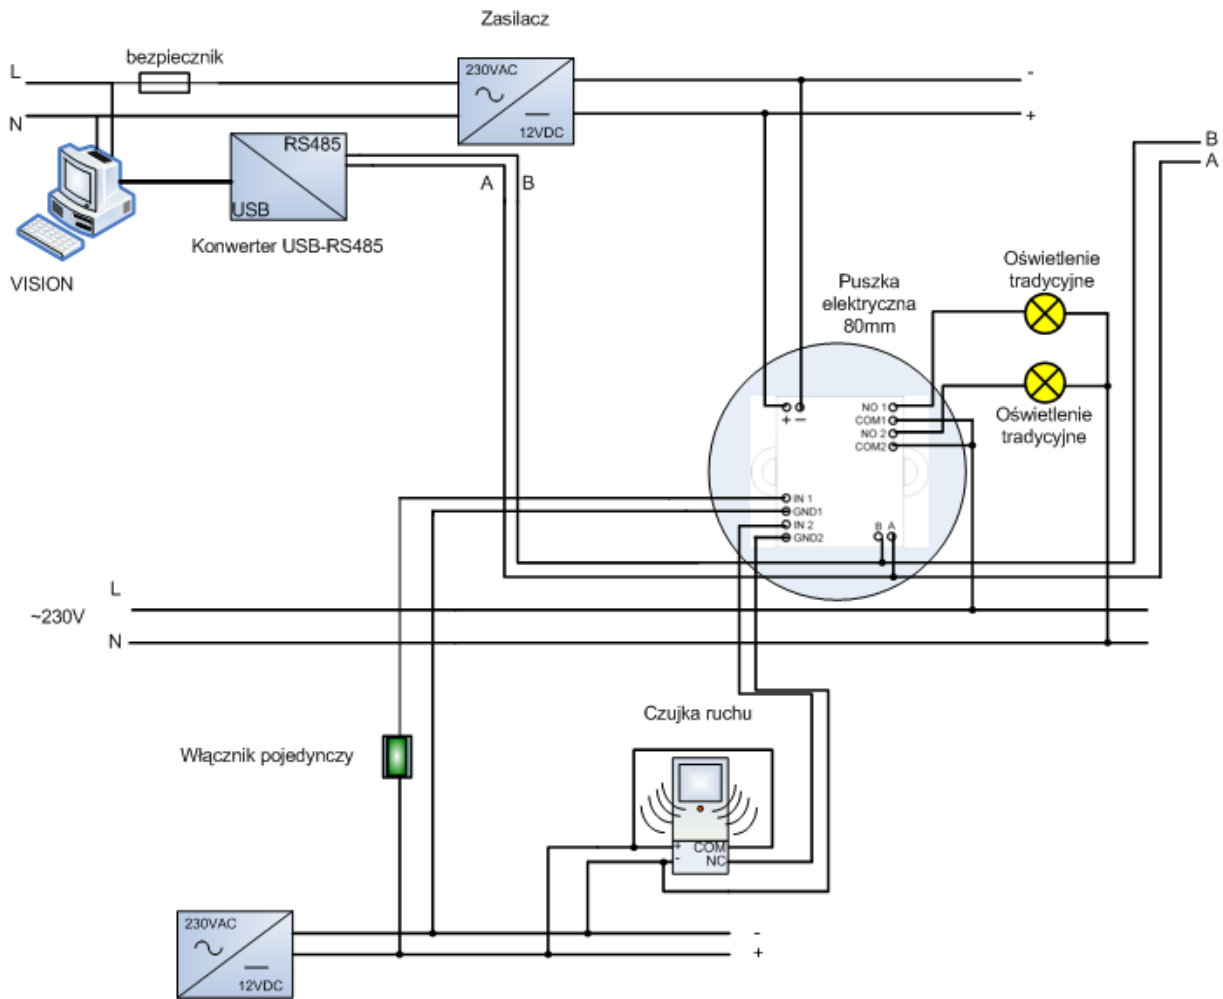 Zasilacz
bezpiecznik
L
N
230VAC
12VDC
-
+
RS485
USB
A
B
B
A
Konwerter USB-RS485
VISION
Oświetlenie
tradycyjne
Puszka
elektryczna
80mm
Oświetlenie
tradycyjne
+ −
NO 1
COM1
NO 2
COM2
IN 1
GND1
IN 2
GND2
B A
L
~230V
N
Czujka ruchu
Włącznik pojedynczy
+ COM
- NC
230VAC
12VDC
-
+